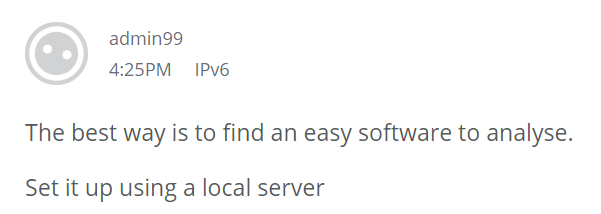 admin99
4:25PM IPv6
The best way is to find an easy software to analyse.
Set it up using a local server